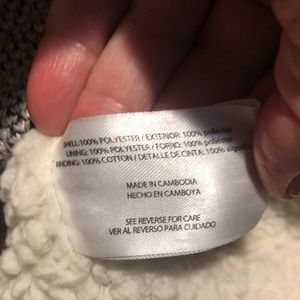 SHELL: 100% POLYESTER / EXTERIOR: 100% poliéster
LINING: 100% POLYESTER / FORRO: 100% poliéster
BINDING: 100% COTTON / DETALLE DE CINTA: 100% algodón
MADE IN CAMBODIA
HECHO EN CAMBOYA
SEE REVERSE FOR CARE
VER AL REVERSO PARA CUIDADO